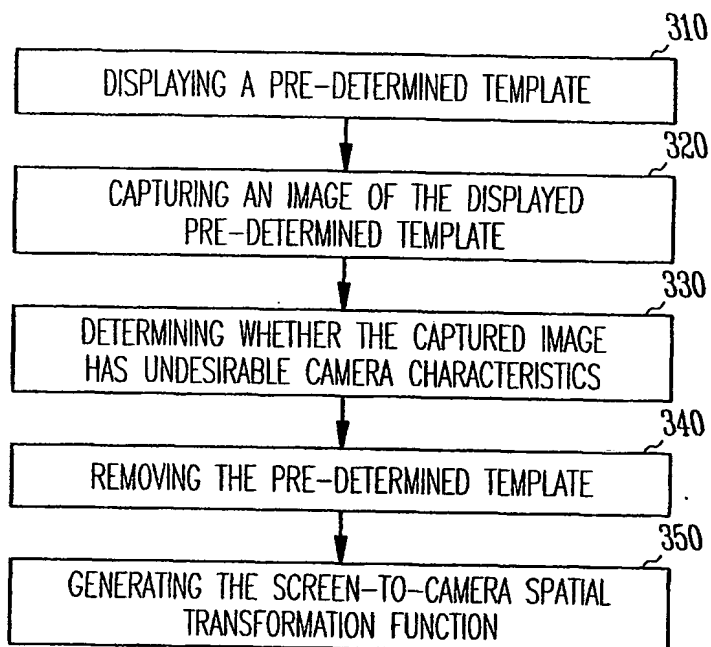 310
DISPLAYING A PRE-DETERMINED TEMPLATE
320
CAPTURING AN IMAGE OF THE DISPLAYED
PRE-DETERMINED TEMPLATE
330
DETERMINING WHETHER THE CAPTURED IMAGE
HAS UNDESIRABLE CAMERA CHARACTERISTICS
340
REMOVING THE PRE-DETERMINED TEMPLATE
350
GENERATING THE SCREEN-TO-CAMERA SPATIAL
TRANSFORMATION FUNCTION